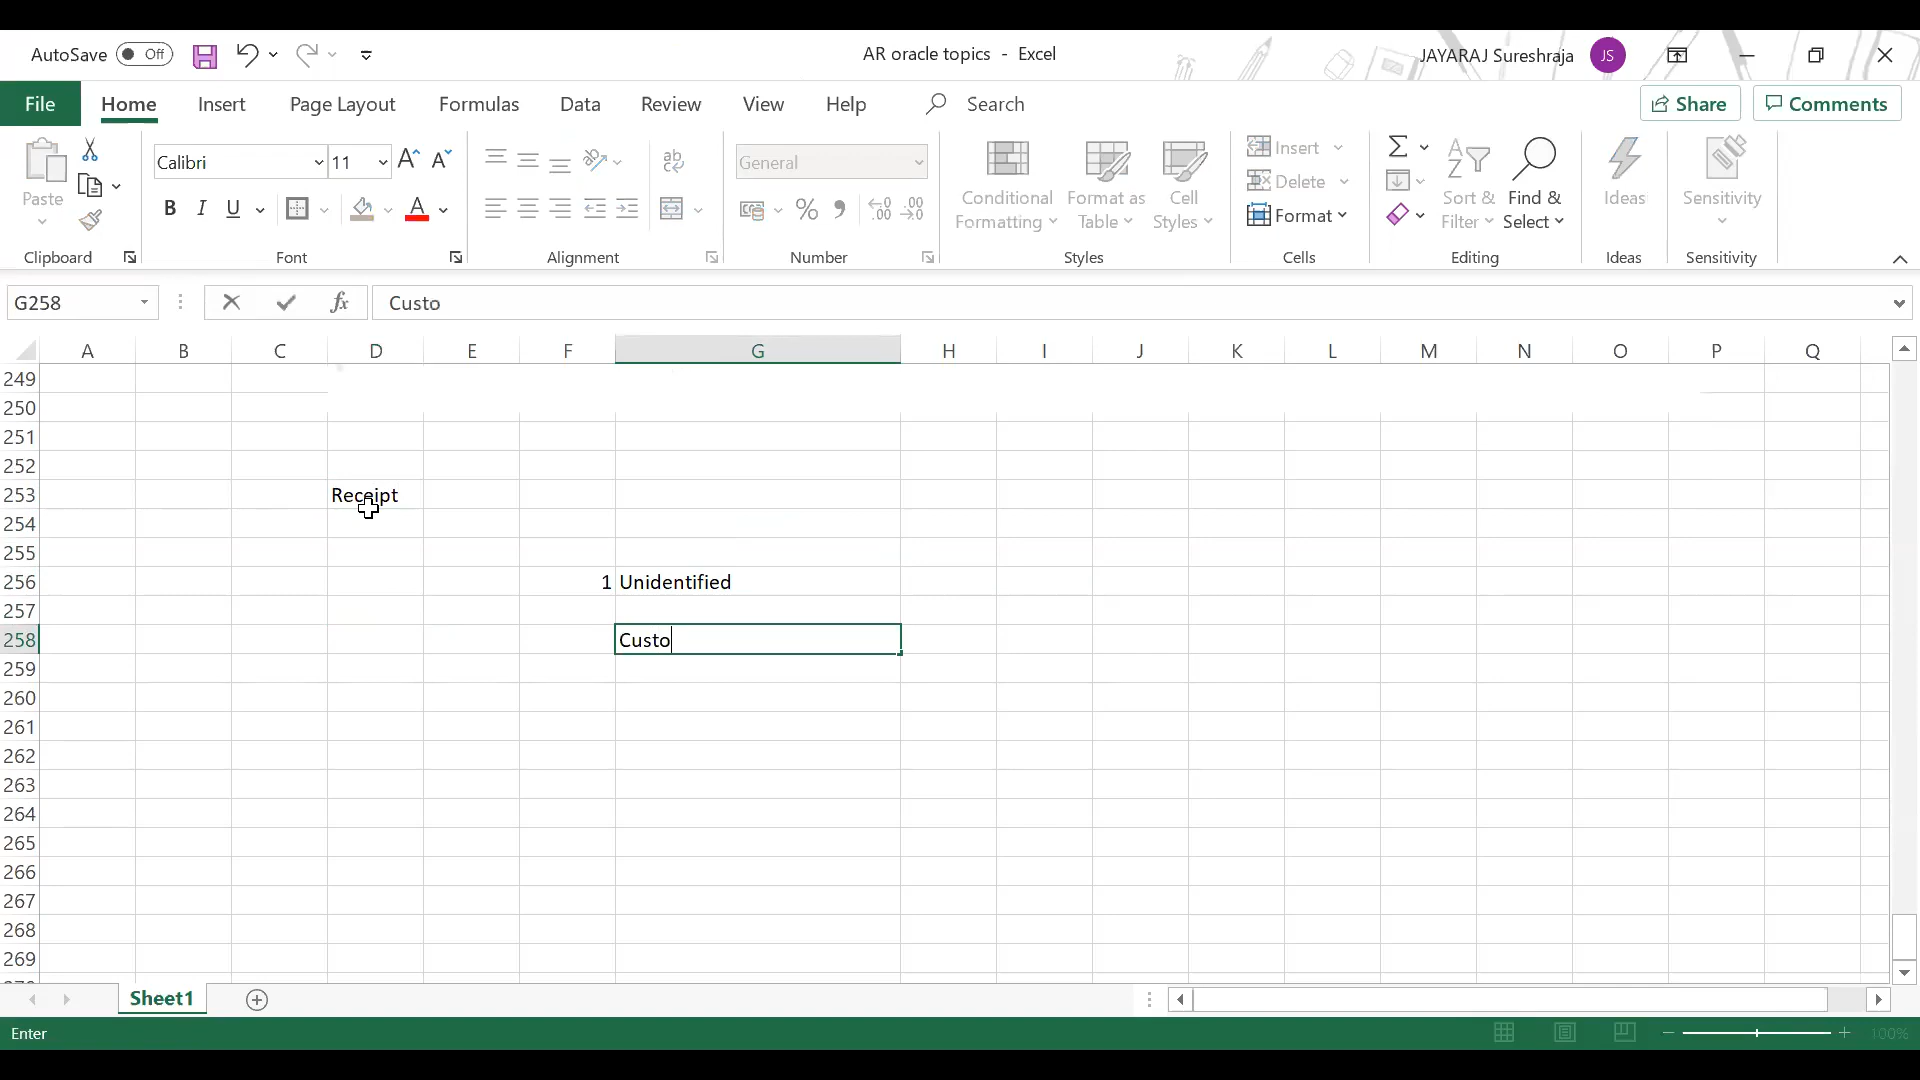 AutoSave Off AR oracle topics - Excel JAYARAJ Sureshraja JS
File Home Insert Page Layout Formulas Data Review View Help Search Share Comments
Paste Calibri 11 General Conditional Formatting Format as Table Cell Styles Insert Delete Format Sort & Filter Find & Select Ideas Sensitivity
Clipboard Font Alignment Number Styles Cells Editing Ideas Sensitivity
G258 fx Custo
A B C D E F G H I J K L M N O P Q
249
250
251
252
253 Receipt
254
255
256 1 Unidentified
257
258 Custo
259
260
261
262
263
264
265
266
267
268
269
Sheet1
Enter 100%